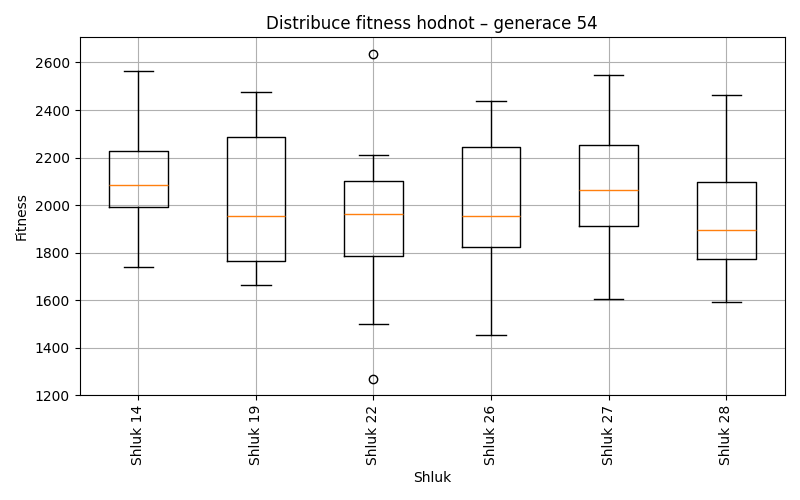 Distribuce fitness hodnot – generace 54
Fitness
2600
2400
2200
2000
1800
1600
1400
1200
Shluk 14
Shluk 19
Shluk 22
Shluk 26
Shluk 27
Shluk 28
Shluk